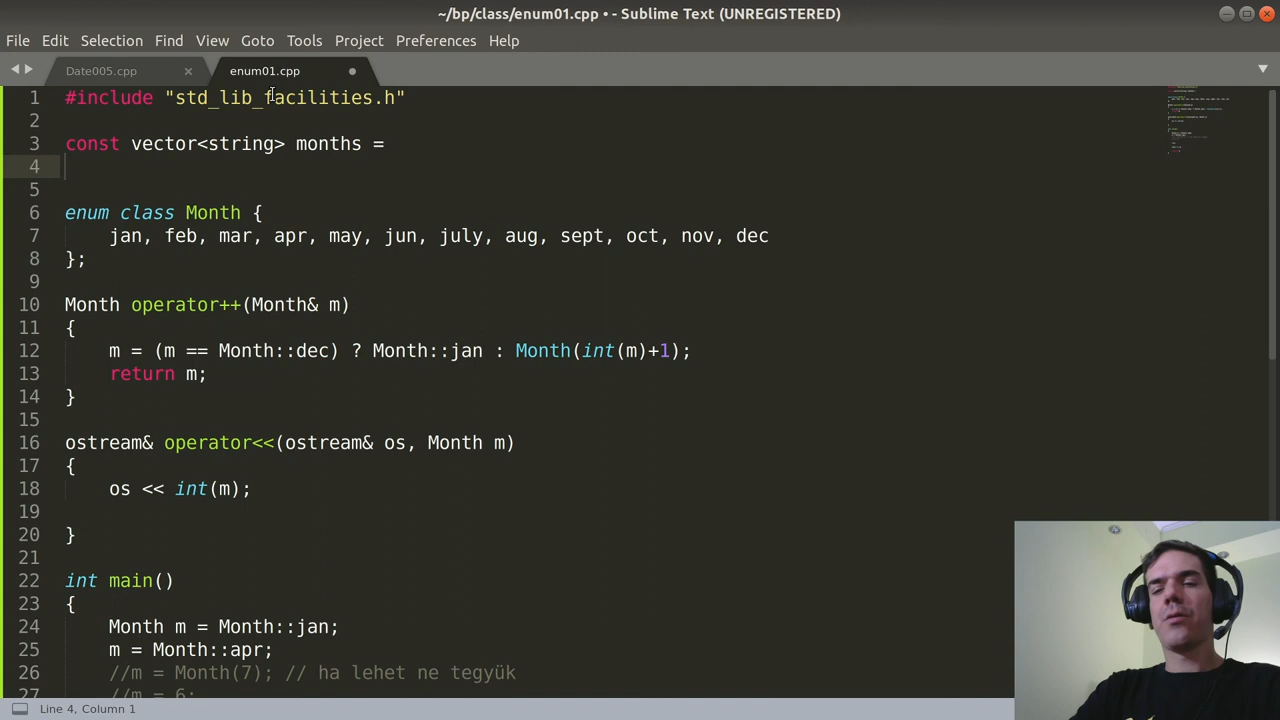 ~/bp/class/enum01.cpp • - Sublime Text (UNREGISTERED)
File Edit Selection Find View Goto Tools Project Preferences Help
Date005.cpp × enum01.cpp
1 #include "std_lib_facilities.h"
2
3 const vector<string> months =
4
5
6 enum class Month {
7 jan, feb, mar, apr, may, jun, july, aug, sept, oct, nov, dec
8 };
9
10 Month operator++(Month& m)
11 {
12 m = (m == Month::dec) ? Month::jan : Month(int(m)+1);
13 return m;
14 }
15
16 ostream& operator<<(ostream& os, Month m)
17 {
18 os << int(m);
19
20 }
21
22 int main()
23 {
24 Month m = Month::jan;
25 m = Month::apr;
26 //m = Month(7); // ha lehet ne tegyük
27 //m = 6;
Line 4, Column 1